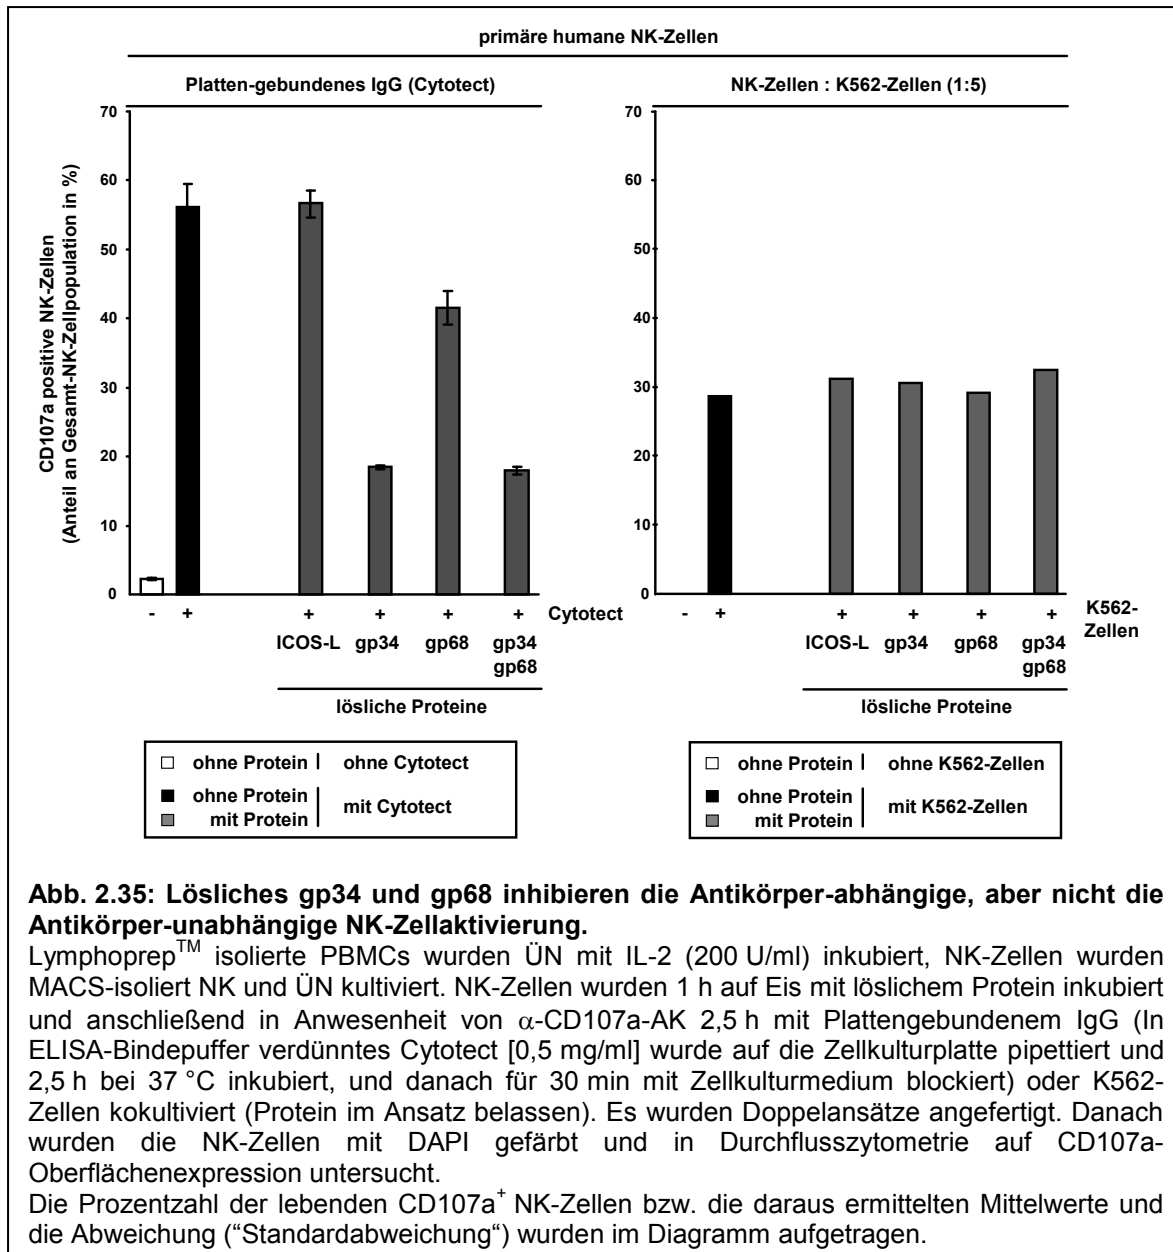 primäre humane NK-Zellen
Platten-gebundenes IgG (Cytotect)
NK-Zellen : K562-Zellen (1:5)
CD107a positive NK-Zellen
(Anteil an Gesamt-NK-Zellpopulation in %)
70
60
50
40
30
20
10
0
- + + + + + Cytotect
ICOS-L gp34 gp68 gp34
gp68
lösliche Proteine
70
60
50
40
30
20
10
0
- + + + + + K562-
Zellen
ICOS-L gp34 gp68 gp34
gp68
lösliche Proteine
ohne Protein ohne Cytotect
ohne Protein
mit Protein
mit Cytotect
ohne Protein ohne K562-Zellen
ohne Protein
mit Protein
mit K562-Zellen
Abb. 2.35: Lösliches gp34 und gp68 inhibieren die Antikörper-abhängige, aber nicht die
Antikörper-unabhängige NK-Zellaktivierung.
Lymphoprep™ isolierte PBMCs wurden ÜN mit IL-2 (200 U/ml) inkubiert, NK-Zellen wurden
MACS-isoliert NK und ÜN kultiviert. NK-Zellen wurden 1 h auf Eis mit löslichem Protein inkubiert
und anschließend in Anwesenheit von α-CD107a-AK 2,5 h mit Plattengebundenem IgG (In
ELISA-Bindepuffer verdünntes Cytotect [0,5 mg/ml] wurde auf die Zellkulturplatte pipettiert und
2,5 h bei 37 °C inkubiert, und danach für 30 min mit Zellkulturmedium blockiert) oder K562-
Zellen kokultiviert (Protein im Ansatz belassen). Es wurden Doppelansätze angefertigt. Danach
wurden die NK-Zellen mit DAPI gefärbt und in Durchflusszytometrie auf CD107a-
Oberflächenexpression untersucht.
Die Prozentzahl der lebenden CD107a⁺ NK-Zellen bzw. die daraus ermittelten Mittelwerte und
die Abweichung (“Standardabweichung“) wurden im Diagramm aufgetragen.